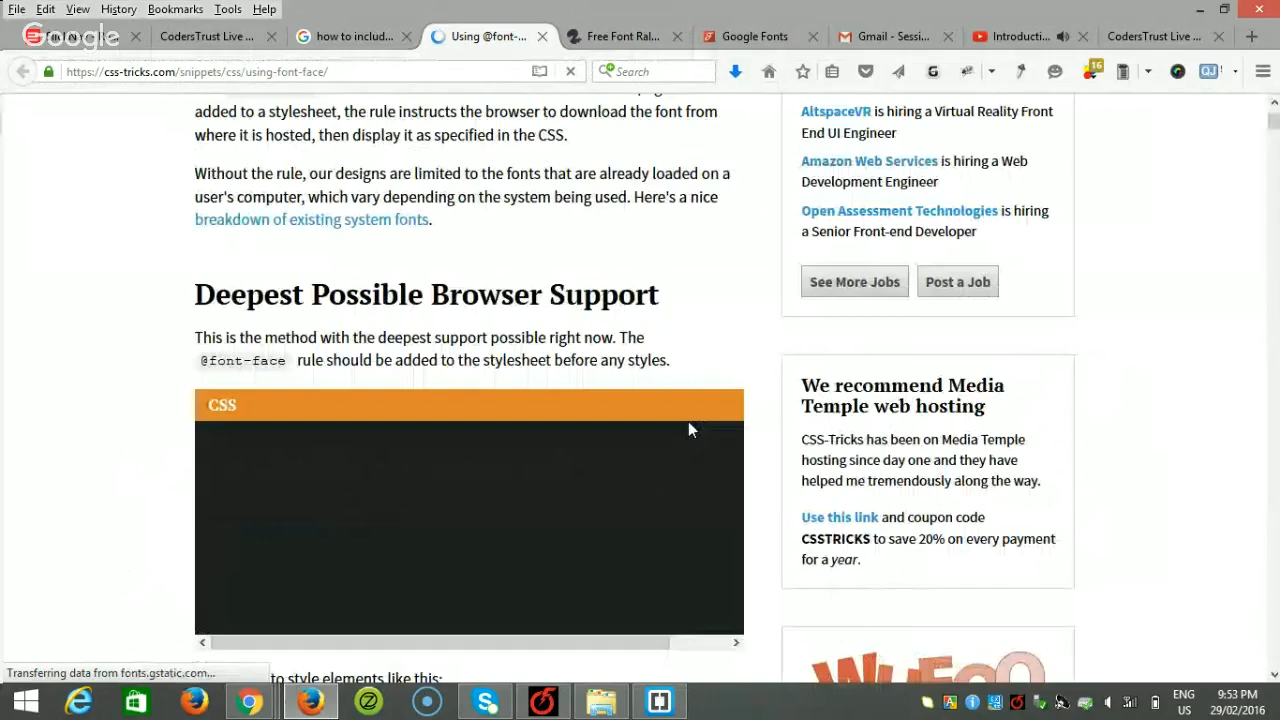 File Edit View History Bookmarks Tools Help
Google
CodersTrust Live ...
how to includ...
Using @font-...
Free Font Ral...
Google Fonts
Gmail - Sessi...
Introducti...
CodersTrust Live ...
https://css-tricks.com/snippets/css/using-font-face/
Search
16
added to a stylesheet, the rule instructs the browser to download the font from
where it is hosted, then display it as specified in the CSS.
Without the rule, our designs are limited to the fonts that are already loaded on a
user's computer, which vary depending on the system being used. Here's a nice
breakdown of existing system fonts.
Deepest Possible Browser Support
This is the method with the deepest support possible right now. The
@font-face rule should be added to the stylesheet before any styles.
CSS
to style elements like this:
AltspaceVR is hiring a Virtual Reality Front
End UI Engineer
Amazon Web Services is hiring a Web
Development Engineer
Open Assessment Technologies is hiring
a Senior Front-end Developer
See More Jobs Post a Job
We recommend Media
Temple web hosting
CSS-Tricks has been on Media Temple
hosting since day one and they have
helped me tremendously along the way.
Use this link and coupon code
CSSTRICKS to save 20% on every payment
for a year.
WuFoo
Transferring data from fonts.gstatic.com...
ENG
US
9:53 PM
29/02/2016